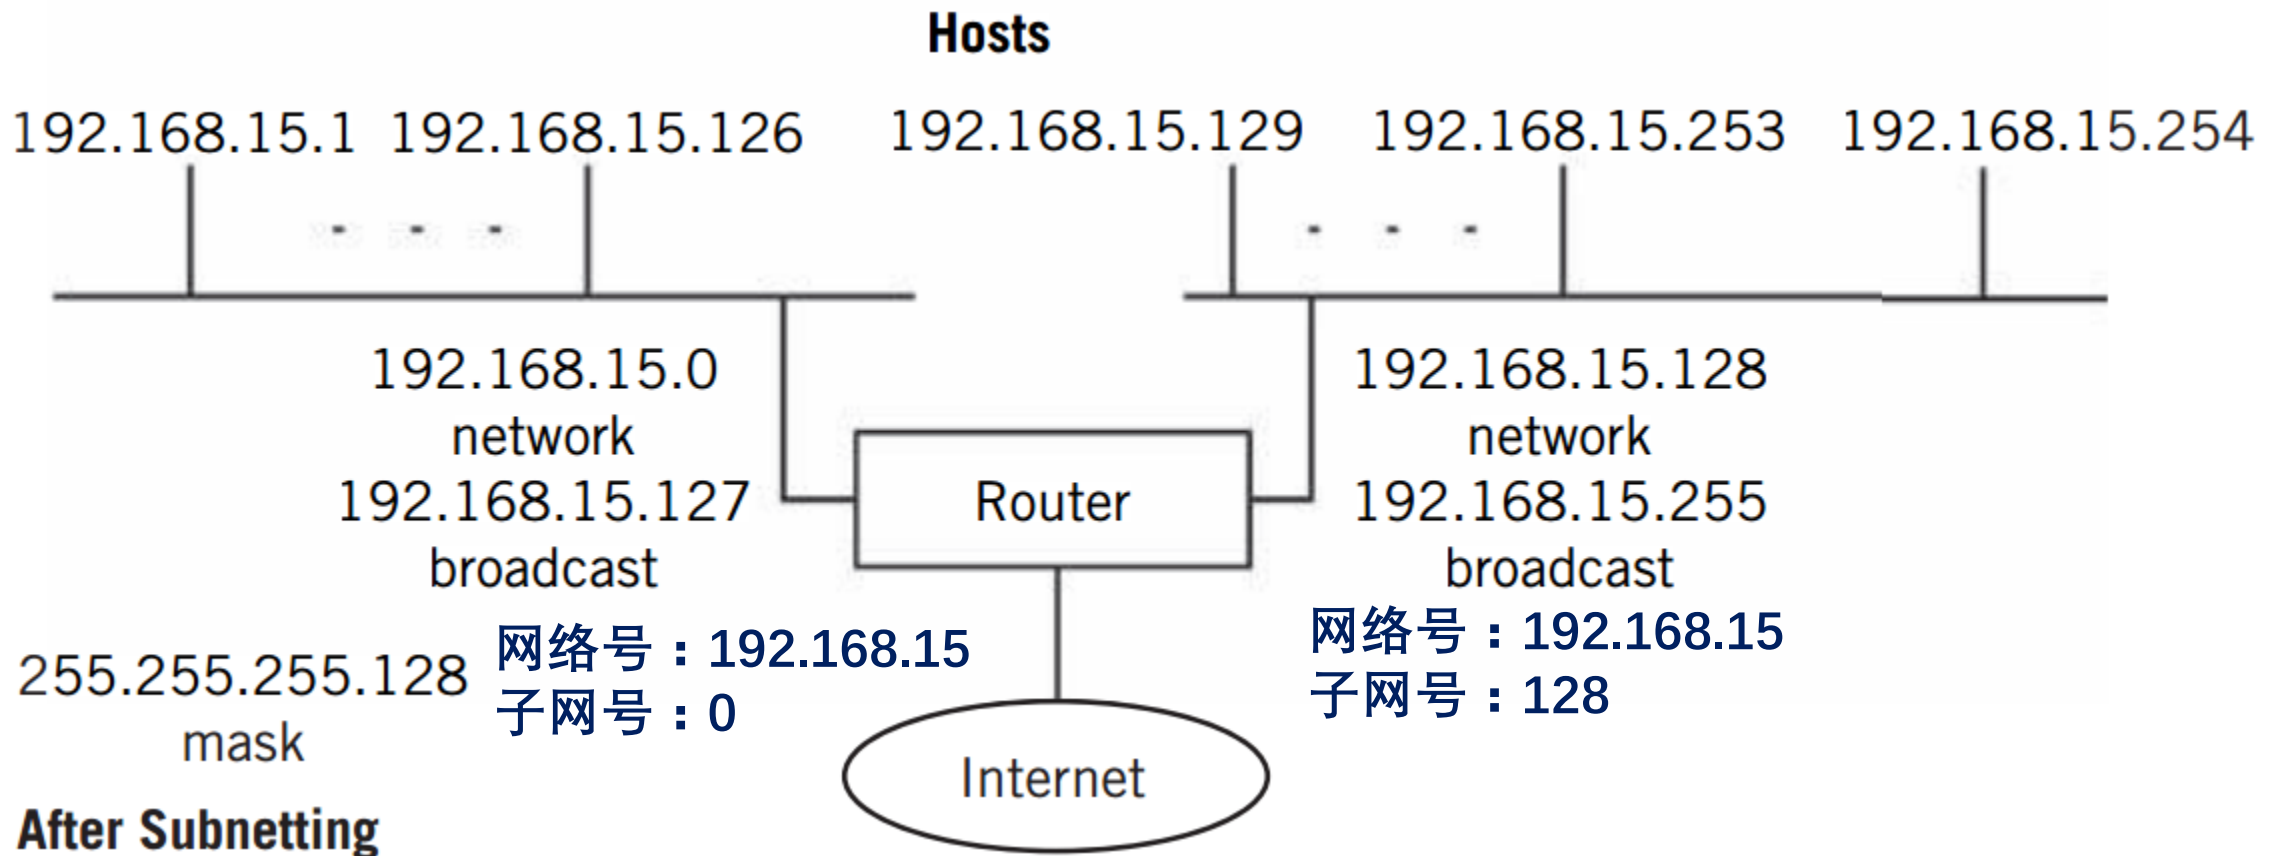 Hosts
192.168.15.1 192.168.15.126 192.168.15.129 192.168.15.253 192.168.15.254
192.168.15.0
network
192.168.15.127
broadcast
192.168.15.128
network
192.168.15.255
broadcast
Router
网络号：192.168.15
子网号：0
网络号：192.168.15
子网号：128
255.255.255.128
mask
Internet
After Subnetting